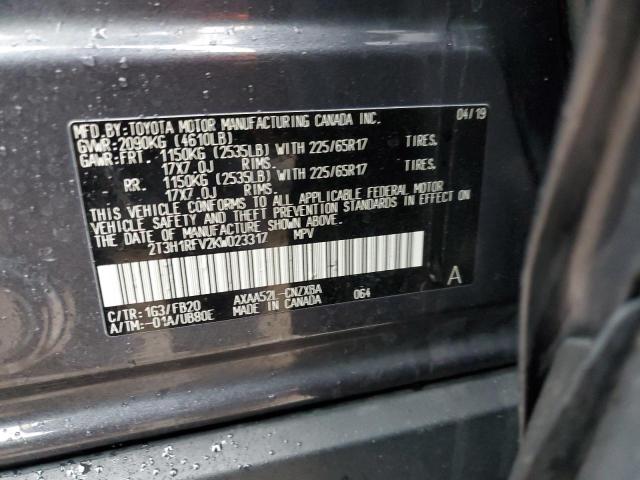 MFD.BY:TOYOTA MOTOR MANUFACTURING CANADA INC. 04/19
GVWR:2090KG (4610LB)
GAWR:FRT. 1150KG (2535LB) WITH 225/65R17 TIRES.
17X7.0J RIMS.
RR. 1150KG (2535LB) WITH 225/65R17 TIRES.
17X7.0J RIMS.
THIS VEHICLE CONFORMS TO ALL APPLICABLE FEDERAL MOTOR
VEHICLE SAFETY AND THEFT PREVENTION STANDARDS IN EFFECT ON
THE DATE OF MANUFACTURE SHOWN ABOVE.
2T3H1RFV2KW023317 MPV
C/TR:1G3/FB20 AXAA52L-CNZXBA 064 A
A/TM:-01A/UB80E MADE IN CANADA